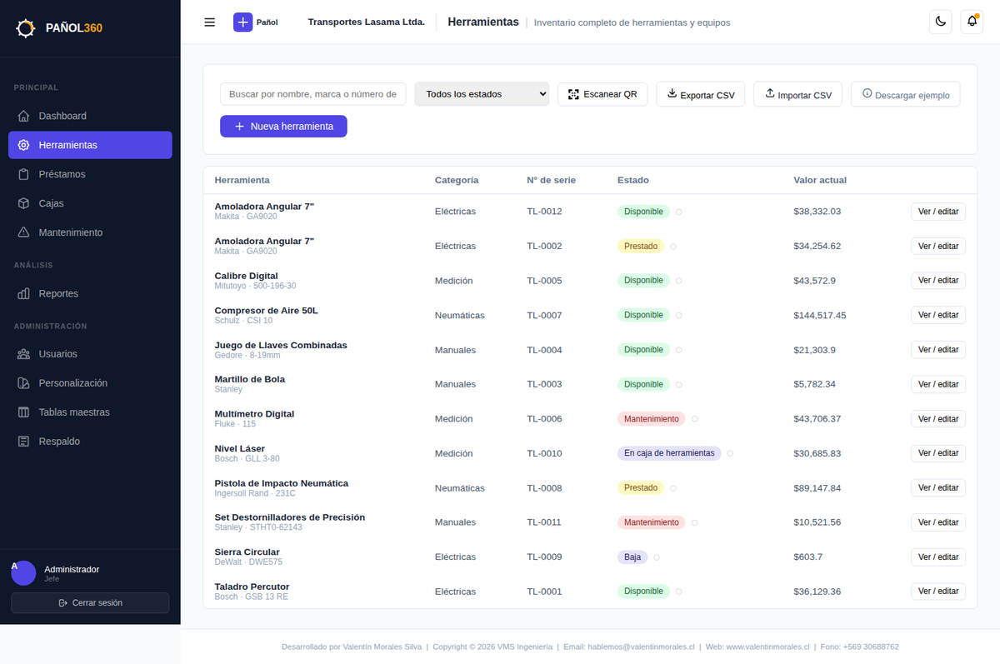 PAÑOL360
PRINCIPAL
Dashboard
Herramientas
Préstamos
Cajas
Mantenimiento
ANÁLISIS
Reportes
ADMINISTRACIÓN
Usuarios
Personalización
Tablas maestras
Respaldo
A
Administrador
Jefe
Cerrar sesión
Pañol Transportes Lasama Ltda. Herramientas | Inventario completo de herramientas y equipos
Buscar por nombre, marca o número de Todos los estados Escanear QR Exportar CSV Importar CSV Descargar ejemplo
Nueva herramienta
Herramienta Categoría N° de serie Estado Valor actual
Amoladora Angular 7" Eléctricas TL-0012 Disponible $38,332.03 Ver / editar
Makita · GA9020
Amoladora Angular 7" Eléctricas TL-0002 Prestado $34,254.62 Ver / editar
Makita · GA9020
Calibre Digital Medición TL-0005 Disponible $43,572.9 Ver / editar
Mitutoyo · 500-196-30
Compresor de Aire 50L Neumáticas TL-0007 Disponible $144,517.45 Ver / editar
Schulz · CSI 10
Juego de Llaves Combinadas Manuales TL-0004 Disponible $21,303.9 Ver / editar
Gedore · 8-19mm
Martillo de Bola Manuales TL-0003 Disponible $5,782.34 Ver / editar
Stanley
Multímetro Digital Medición TL-0006 Mantenimiento $43,706.37 Ver / editar
Fluke · 115
Nivel Láser Medición TL-0010 En caja de herramientas $30,685.83 Ver / editar
Bosch · GLL 3-80
Pistola de Impacto Neumática Neumáticas TL-0008 Prestado $89,147.84 Ver / editar
Ingersoll Rand · 231C
Set Destornilladores de Precisión Manuales TL-0011 Mantenimiento $10,521.56 Ver / editar
Stanley · STHT0-62143
Sierra Circular Eléctricas TL-0009 Baja $603.7 Ver / editar
DeWalt · DWE575
Taladro Percutor Eléctricas TL-0001 Disponible $36,129.36 Ver / editar
Bosch · GSB 13 RE
Desarrollado por Valentín Morales Silva | Copyright © 2026 VMS Ingeniería | Email: hablemos@valentinmorales.cl | Web: www.valentinmorales.cl | Fono: +569 30688762